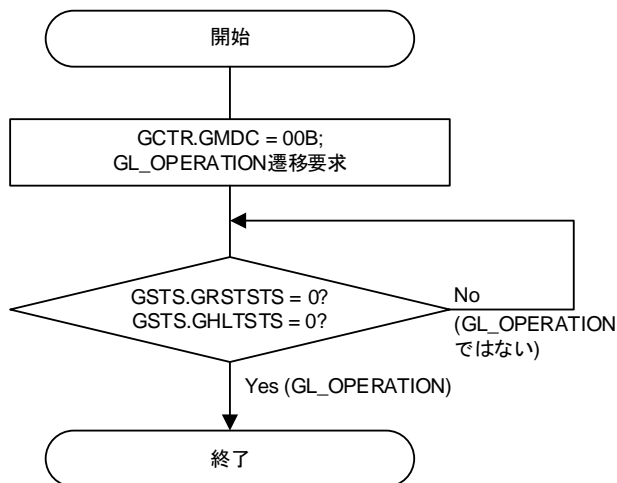 開始
GCTR.GMDC = 00B;
GL_OPERATION遷移要求
GSTS.GRSTSTS = 0?
GSTS.GHLTSTS = 0?
No
(GL_OPERATION
ではない)
Yes (GL_OPERATION)
終了